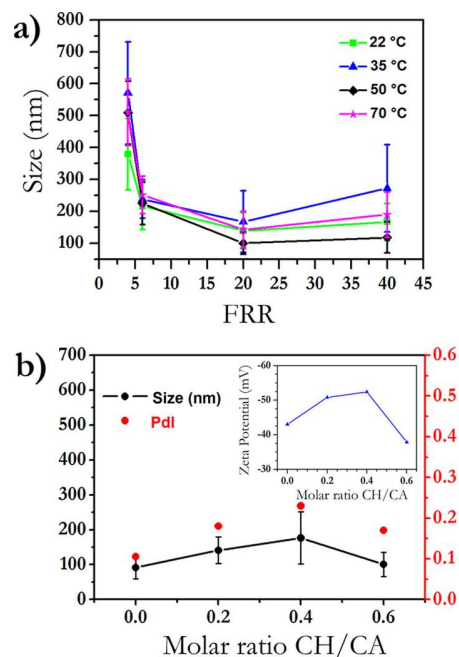 a)
800
700
600
500
400
300
200
100
Size (nm)
22 °C
35 °C
50 °C
70 °C
0 5 10 15 20 25 30 35 40 45
FRR
b)
700
600
500
400
300
200
100
0
Size (nm)
PdI
-60
-50
-40
-30
Zeta Potential (mV)
0.0 0.2 0.4 0.6
Molar ratio CH/CA
0.6
0.5
0.4
0.3
0.2
0.1
0.0
0.0 0.2 0.4 0.6
Molar ratio CH/CA